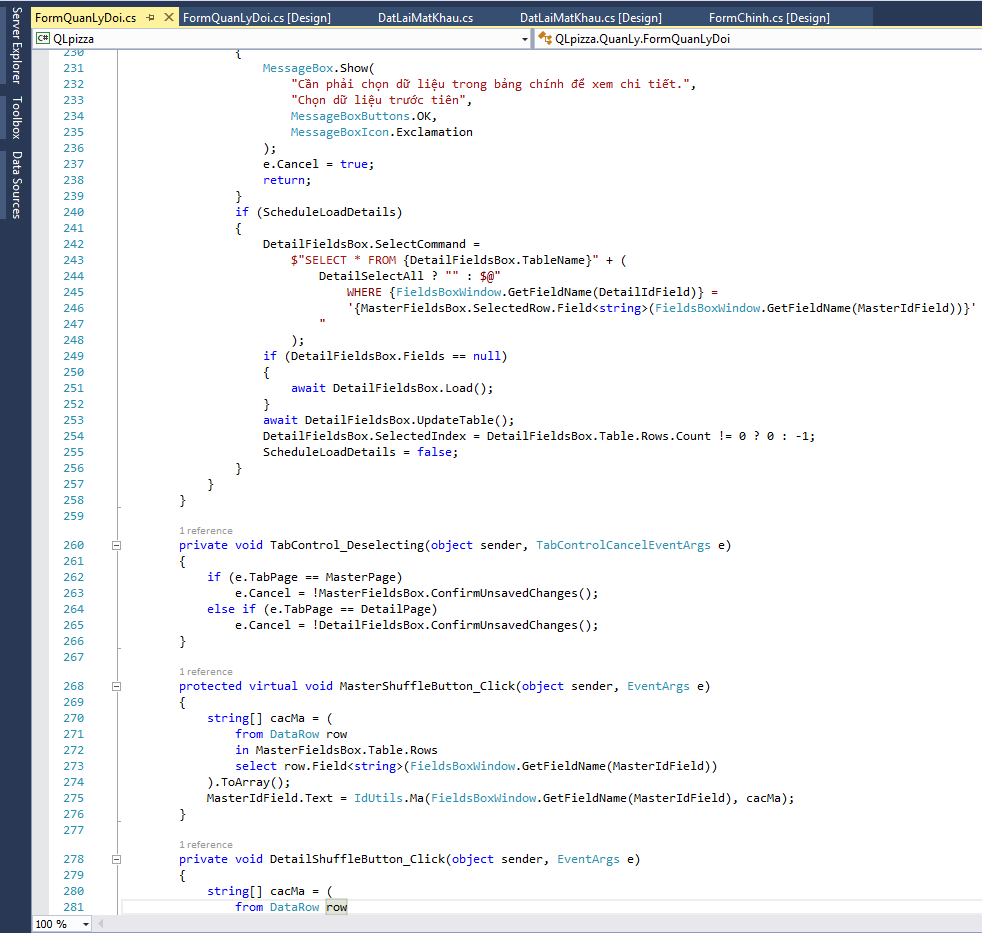 FormQuanLyDoi.cs
FormQuanLyDoi.cs [Design]
DatLaiMatKhau.cs
DatLaiMatKhau.cs [Design]
FormChinh.cs [Design]
C# QLpizza
QLpizza.QuanLy.FormQuanLyDoi
Server Explorer
Toolbox
Data Sources
230 {
231 MessageBox.Show(
232 "Cần phải chọn dữ liệu trong bảng chính để xem chi tiết.",
233 "Chọn dữ liệu trước tiên",
234 MessageBoxButtons.OK,
235 MessageBoxIcon.Exclamation
236 );
237 e.Cancel = true;
238 return;
239 }
240 if (ScheduleLoadDetails)
241 {
242 DetailFieldsBox.SelectCommand =
243 $"SELECT * FROM {DetailFieldsBox.TableName}" + (
244 DetailSelectAll ? "" : $@"
245 WHERE {FieldsBoxWindow.GetFieldName(DetailIdField)} =
246 '{MasterFieldsBox.SelectedRow.Field<string>(FieldsBoxWindow.GetFieldName(MasterIdField))}'
247 "
248 );
249 if (DetailFieldsBox.Fields == null)
250 {
251 await DetailFieldsBox.Load();
252 }
253 await DetailFieldsBox.UpdateTable();
254 DetailFieldsBox.SelectedIndex = DetailFieldsBox.Table.Rows.Count != 0 ? 0 : -1;
255 ScheduleLoadDetails = false;
256 }
257 }
258 }
259
1 reference
260 private void TabControl_Deselecting(object sender, TabControlCancelEventArgs e)
261 {
262 if (e.TabPage == MasterPage)
263 e.Cancel = !MasterFieldsBox.ConfirmUnsavedChanges();
264 else if (e.TabPage == DetailPage)
265 e.Cancel = !DetailFieldsBox.ConfirmUnsavedChanges();
266 }
267
1 reference
268 protected virtual void MasterShuffleButton_Click(object sender, EventArgs e)
269 {
270 string[] cacMa = (
271 from DataRow row
272 in MasterFieldsBox.Table.Rows
273 select row.Field<string>(FieldsBoxWindow.GetFieldName(MasterIdField))
274 ).ToArray();
275 MasterIdField.Text = IdUtils.Ma(FieldsBoxWindow.GetFieldName(MasterIdField), cacMa);
276 }
277
1 reference
278 private void DetailShuffleButton_Click(object sender, EventArgs e)
279 {
280 string[] cacMa = (
281 from DataRow row
100 %